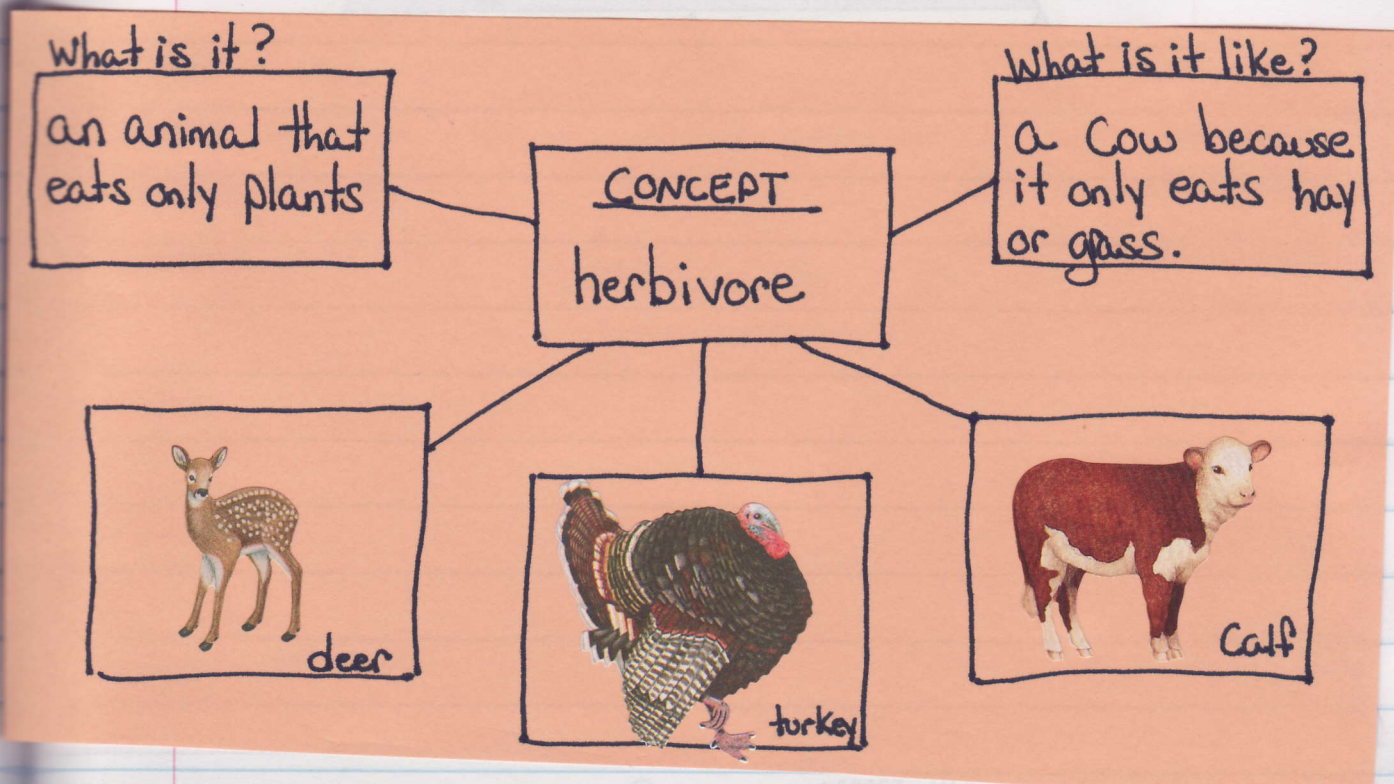 What is it?
an animal that
eats only plants
What is it like?
a Cow because
it only eats hay
or grass.
CONCEPT
herbivore
deer
turkey
Calf